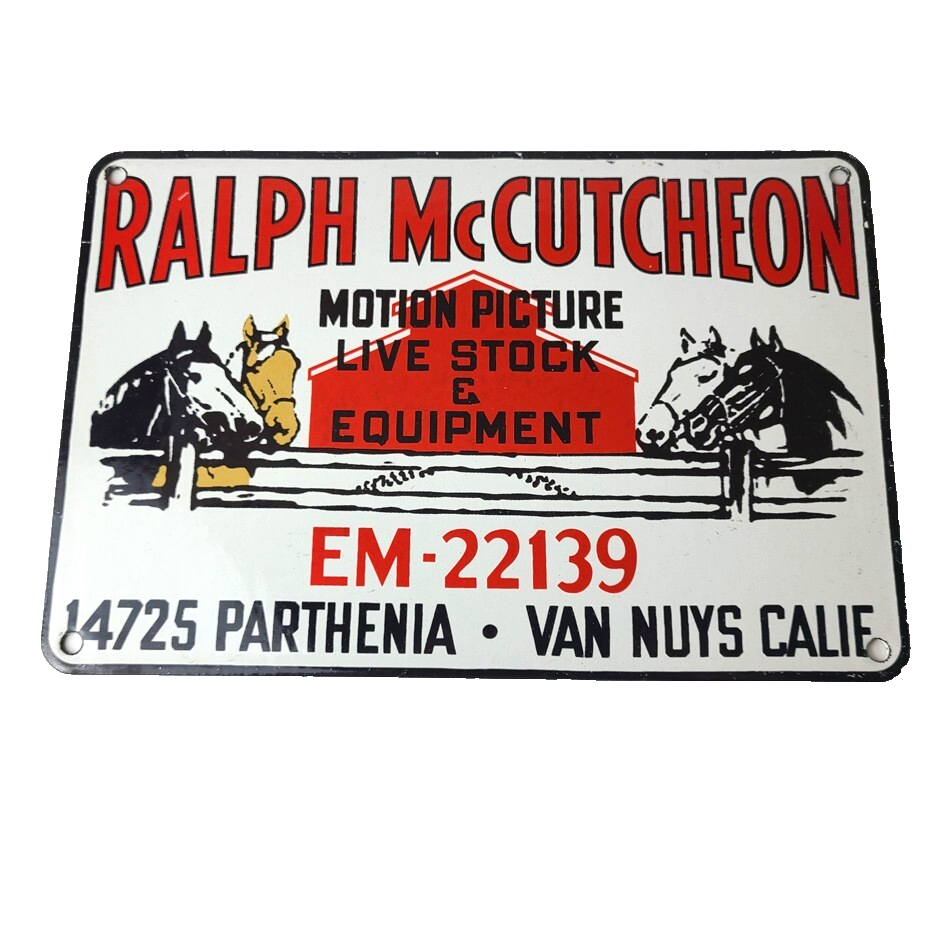 RALPH McCUTCHEON
MOTION PICTURE
LIVE STOCK
&
EQUIPMENT
EM-22139
14725 PARTHENIA • VAN NUYS CALIF